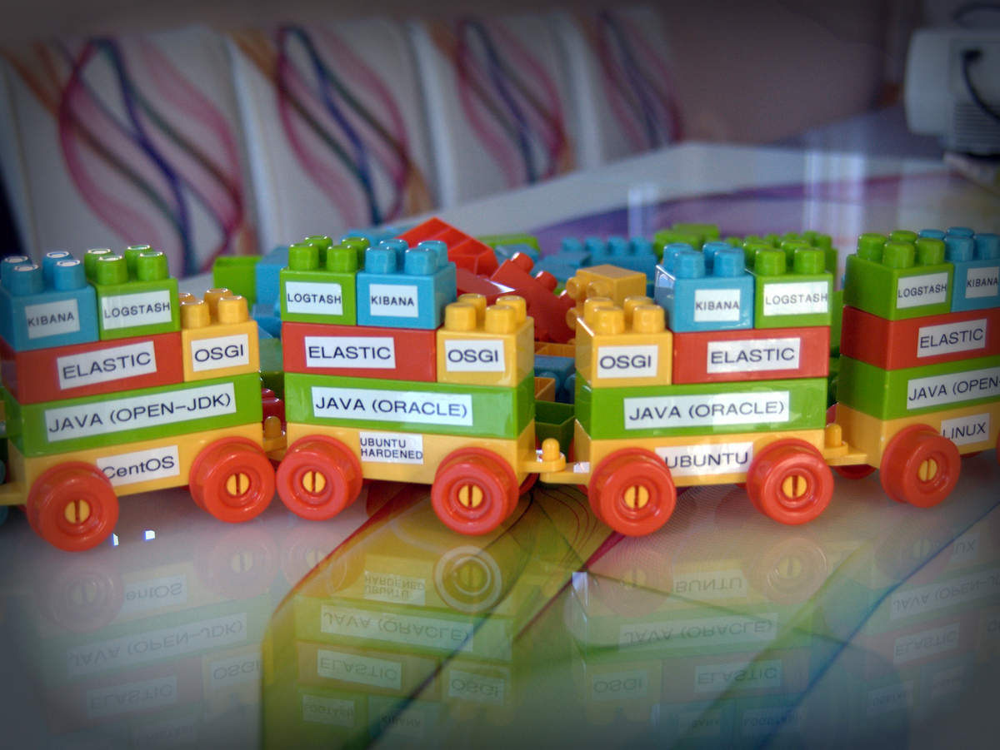 KIBANA
LOGSTASH
ELASTIC
OSGI
JAVA (OPEN-JDK)
CentOS
LOGTASH
KIBANA
ELASTIC
OSGI
JAVA (ORACLE)
UBUNTU
HARDENED
KIBANA
LOGSTASH
OSGI
ELASTIC
JAVA (ORACLE)
UBUNTU
LOGSTASH
KIBANA
ELASTIC
JAVA (OPEN-
LINUX